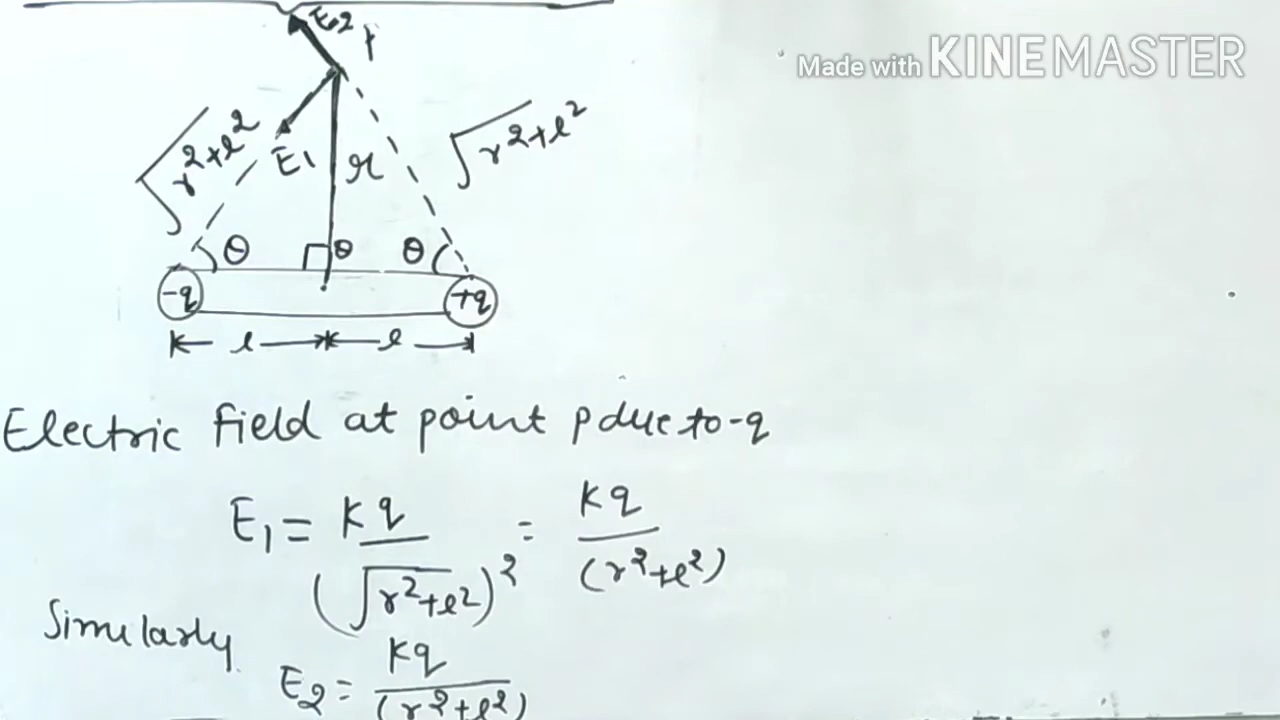 E2 P
Made with KINEMASTER
√r²+l²
E1
r
√r²+l²
θ θ θ
-q +q
l l
Electric field at point P due to -q
E1 = Kq/(√r²+l²)² = Kq/(r²+l²)
Simularly
E2 = Kq/(r²+l²)